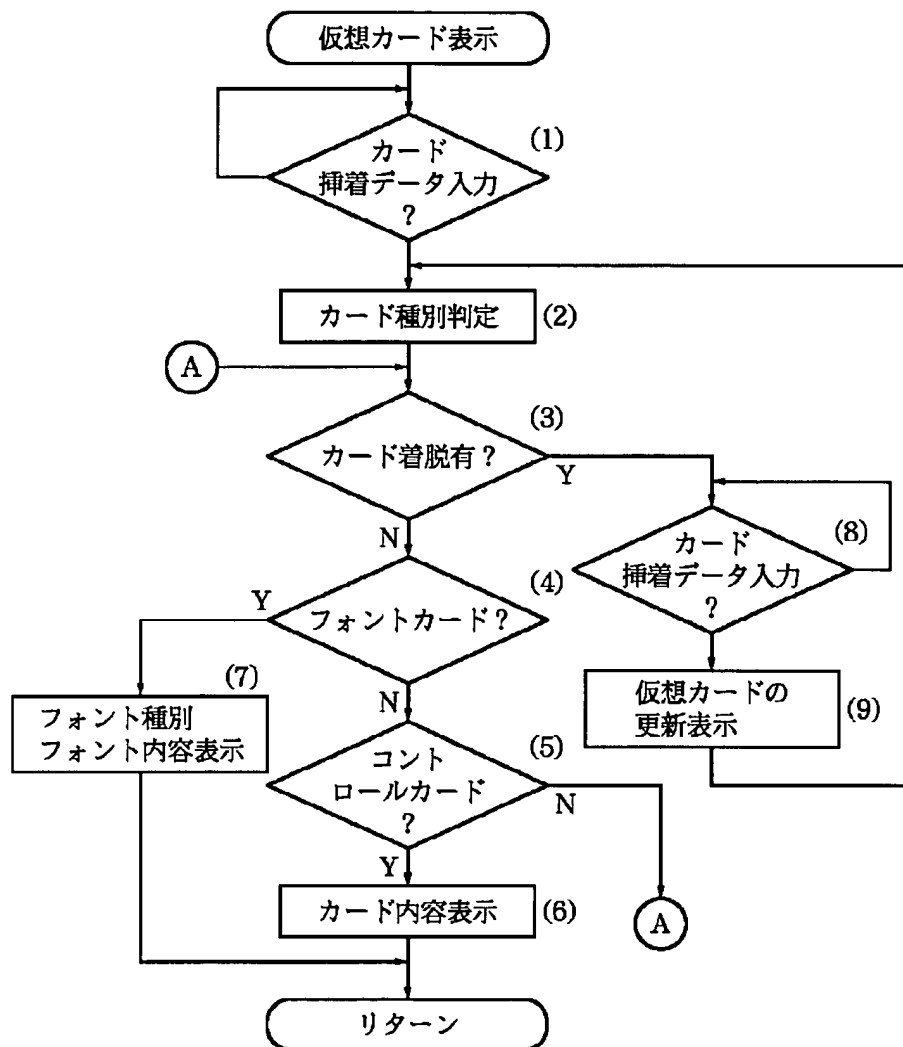 仮想カード表示
(1)
カード
挿着データ入力
?
カード種別判定
(2)
A
(3)
カード着脱有?
Y
N
(8)
カード
挿着データ入力
?
(4)
Y
フォントカード?
N
(7)
フォント種別
フォント内容表示
仮想カードの
更新表示
(9)
(5)
コント
ロールカード
?
N
Y
カード内容表示
(6)
A
リターン